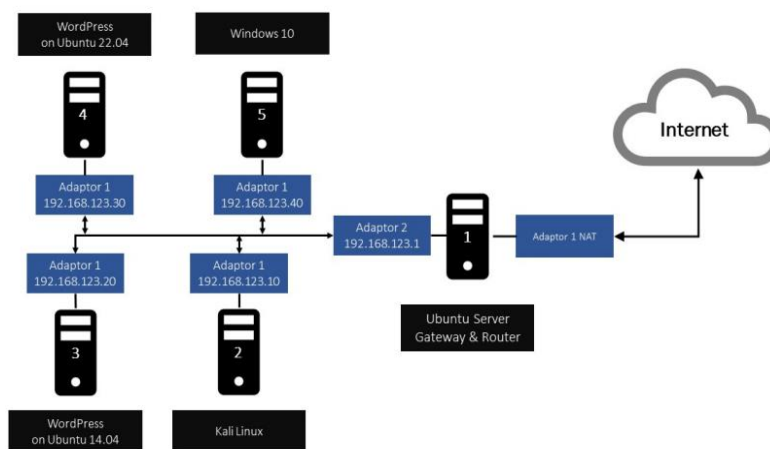 WordPress
on Ubuntu 22.04
Windows 10
4
5
Internet
Adaptor 1
192.168.123.30
Adaptor 1
192.168.123.40
Adaptor 2
192.168.123.1
1
Adaptor 1 NAT
Adaptor 1
192.168.123.20
Adaptor 1
192.168.123.10
Ubuntu Server
Gateway & Router
3
2
WordPress
on Ubuntu 14.04
Kali Linux